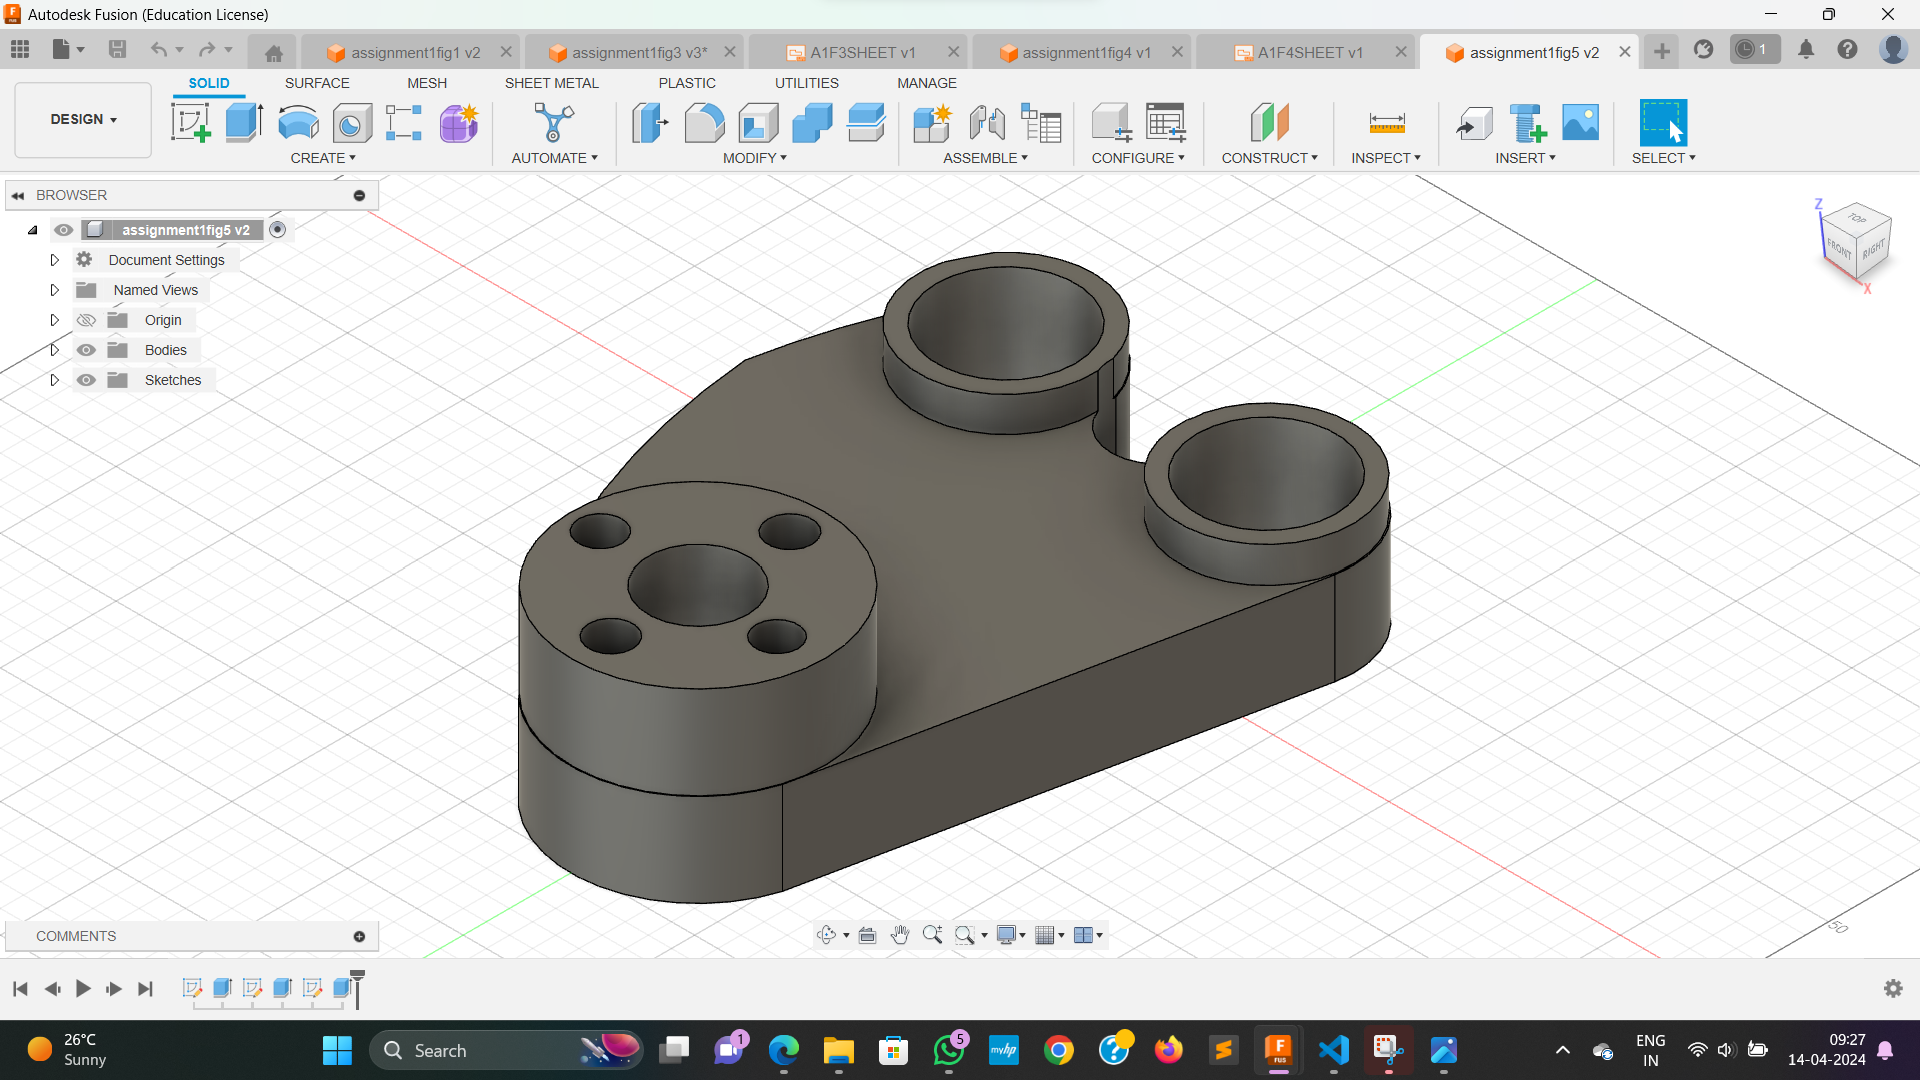 Autodesk Fusion (Education License)
assignment1fig1 v2
assignment1fig3 v3*
A1F3SHEET v1
assignment1fig4 v1
A1F4SHEET v1
assignment1fig5 v2
1
SOLID
SURFACE
MESH
SHEET METAL
PLASTIC
UTILITIES
MANAGE
DESIGN
CREATE
AUTOMATE
MODIFY
ASSEMBLE
CONFIGURE
CONSTRUCT
INSPECT
INSERT
SELECT
BROWSER
assignment1fig5 v2
Document Settings
Named Views
Origin
Bodies
Sketches
Z
TOP
FRONT
RIGHT
X
50
COMMENTS
26°C
Sunny
Search
1
5
myhp
F
FUS
ENG
IN
09:27
14-04-2024